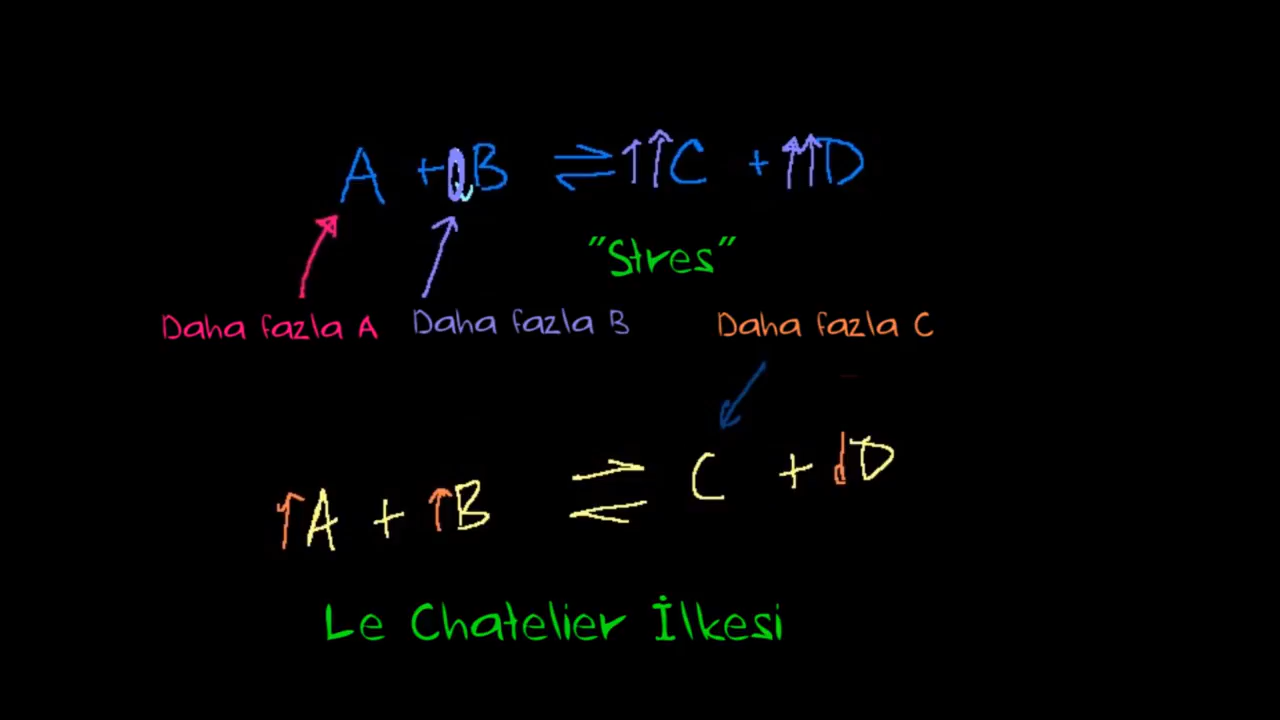 A + B ⇌ ↑↑C + ↑↑D
"Stres"
Daha fazla A Daha fazla B Daha fazla C
↑A + ↑B ⇌ C + D
Le Chatelier İlkesi